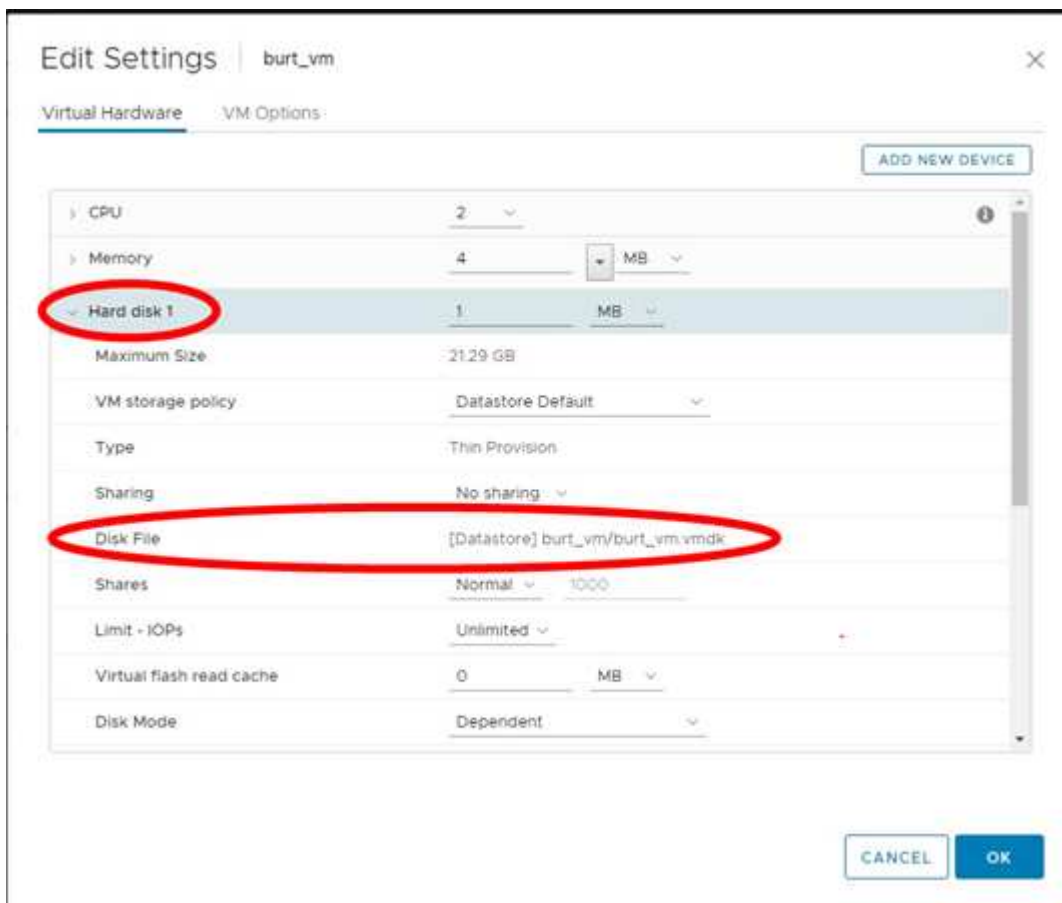 Edit Settings burt_vm
Virtual Hardware VM Options
ADD NEW DEVICE
CPU 2
Memory 4 MB
Hard disk 1 1 MB
Maximum Size 21.29 GB
VM storage policy Datastore Default
Type Thin Provision
Sharing No sharing
Disk File [Datastore] burt_vm/burt_vm.vmdk
Shares Normal 1000
Limit - IOPs Unlimited
Virtual flash read cache 0 MB
Disk Mode Dependent
CANCEL OK